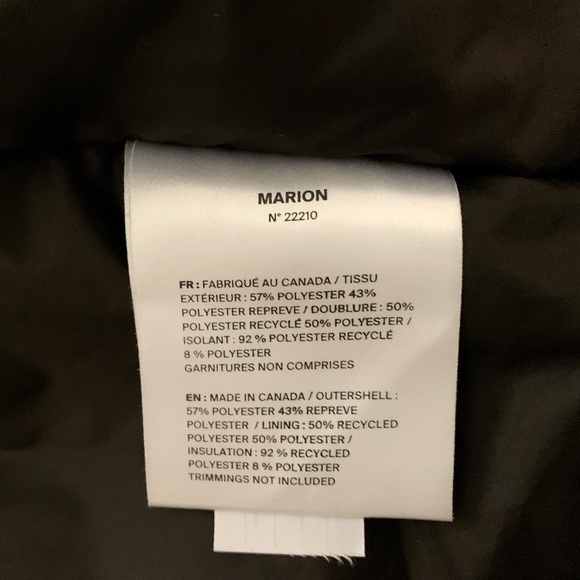 MARION
N° 22210
FR : FABRIQUÉ AU CANADA / TISSU
EXTÉRIEUR : 57% POLYESTER 43%
POLYESTER REPREVE / DOUBLURE : 50%
POLYESTER RECYCLÉ 50% POLYESTER /
ISOLANT : 92 % POLYESTER RECYCLÉ
8 % POLYESTER
GARNITURES NON COMPRISES
EN : MADE IN CANADA / OUTERSHELL :
57% POLYESTER 43% REPREVE
POLYESTER / LINING : 50% RECYCLED
POLYESTER 50% POLYESTER /
INSULATION : 92 % RECYCLED
POLYESTER 8 % POLYESTER
TRIMMINGS NOT INCLUDED